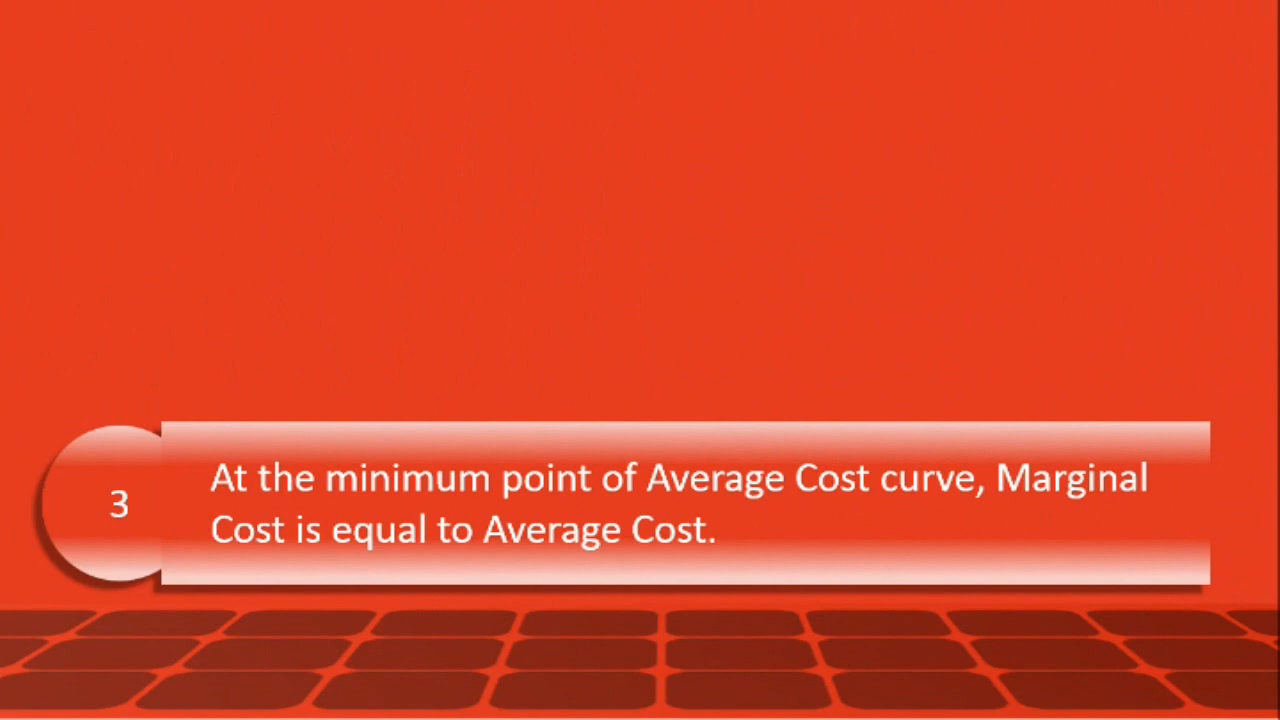 3
At the minimum point of Average Cost curve, Marginal
Cost is equal to Average Cost.